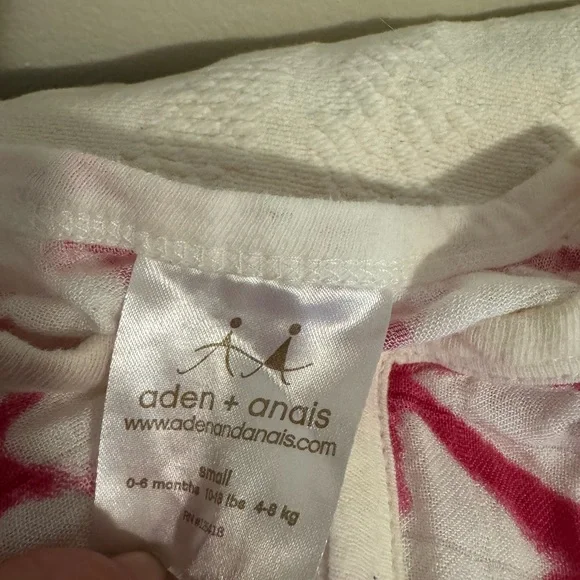 aden + anais
www.adenandanais.com
small
0-6 months 10-18 lbs 4-8 kg